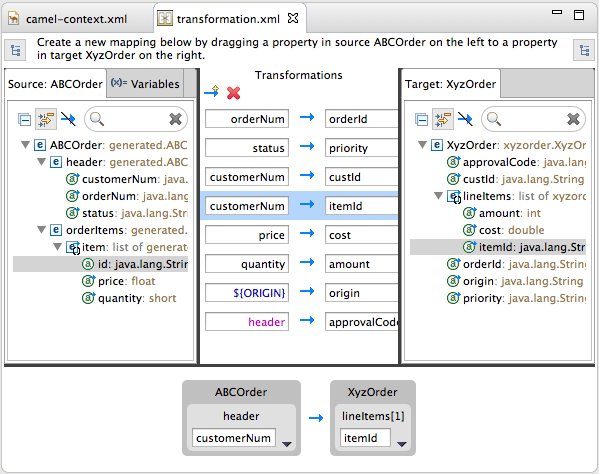 camel-context.xml
transformation.xml
Create a new mapping below by dragging a property in source ABCOrder on the left to a property
in target XyzOrder on the right.
Source: ABCOrder
(x)= Variables
ABCOrder: generated.ABC
header: generated.ABC
customerNum: java.lang.
orderNum: java.lang.
status: java.lang.Stri
orderItems: generated.
item: list of generate
id: java.lang.Strin
price: float
quantity: short
Transformations
orderNum orderId
status priority
customerNum custId
customerNum itemId
price cost
quantity amount
${ORIGIN} origin
header approvalCode
Target: XyzOrder
XyzOrder: xyzorder.XyzOr
approvalCode: java.lang
custId: java.lang.String
lineItems: list of xyzord
amount: int
cost: double
itemId: java.lang.Str
orderId: java.lang.String
origin: java.lang.String
priority: java.lang.String
ABCOrder
header
customerNum
XyzOrder
lineItems[1]
itemId